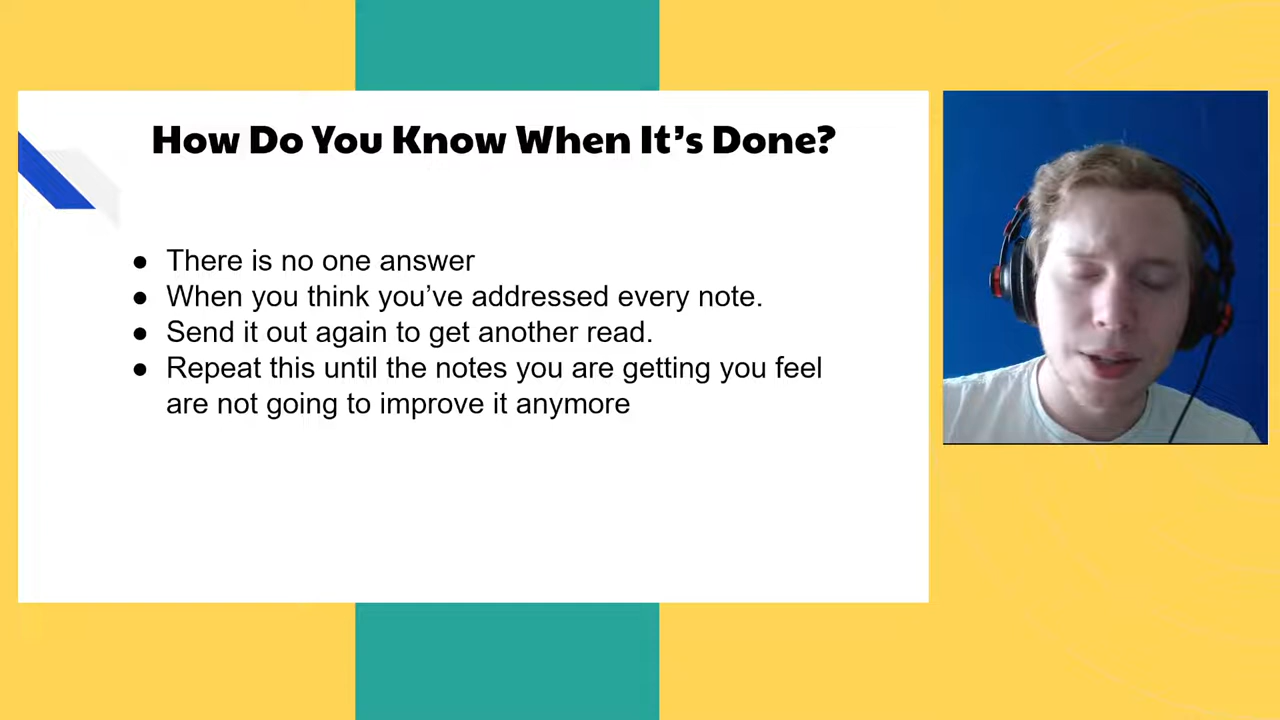 How Do You Know When It’s Done?
● There is no one answer
● When you think you’ve addressed every note.
● Send it out again to get another read.
● Repeat this until the notes you are getting you feel
are not going to improve it anymore